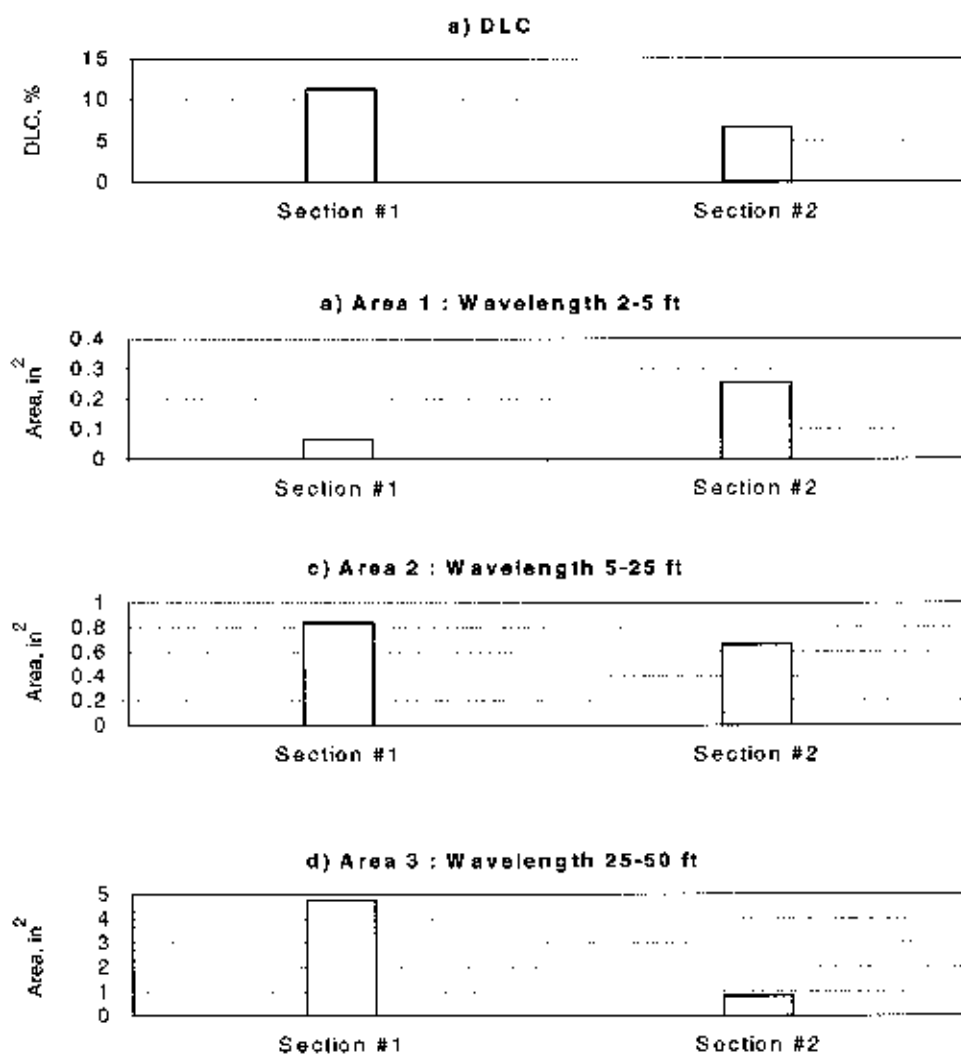 a) DLC
15
10
5
0
DLC, %
Section #1 Section #2
a) Area 1 : Wavelength 2-5 ft
0.4
0.3
0.2
0.1
0
Area, in²
Section #1 Section #2
c) Area 2 : Wavelength 5-25 ft
1
0.8
0.6
0.4
0.2
0
Area, in²
Section #1 Section #2
d) Area 3 : Wavelength 25-50 ft
5
4
3
2
1
0
Area, in²
Section #1 Section #2